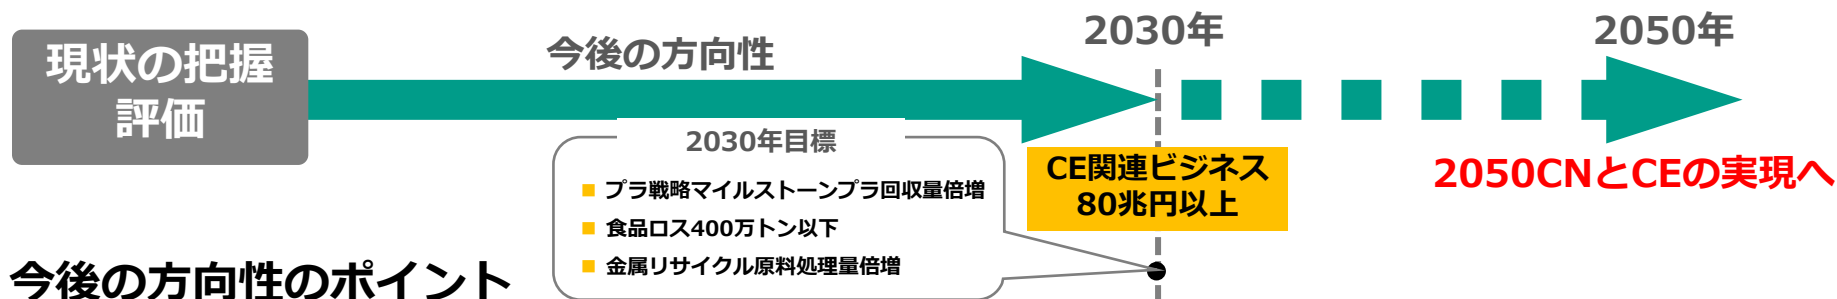 現状の把握
評価
今後の方向性
2030年
2050年
2030年目標
プラ戦略マイルストーンプラ回収量倍増
食品ロス400万トン以下
金属リサイクル原料処理量倍増
CE関連ビジネス
80兆円以上
2050CNとCEの実現へ
今後の方向性のポイント